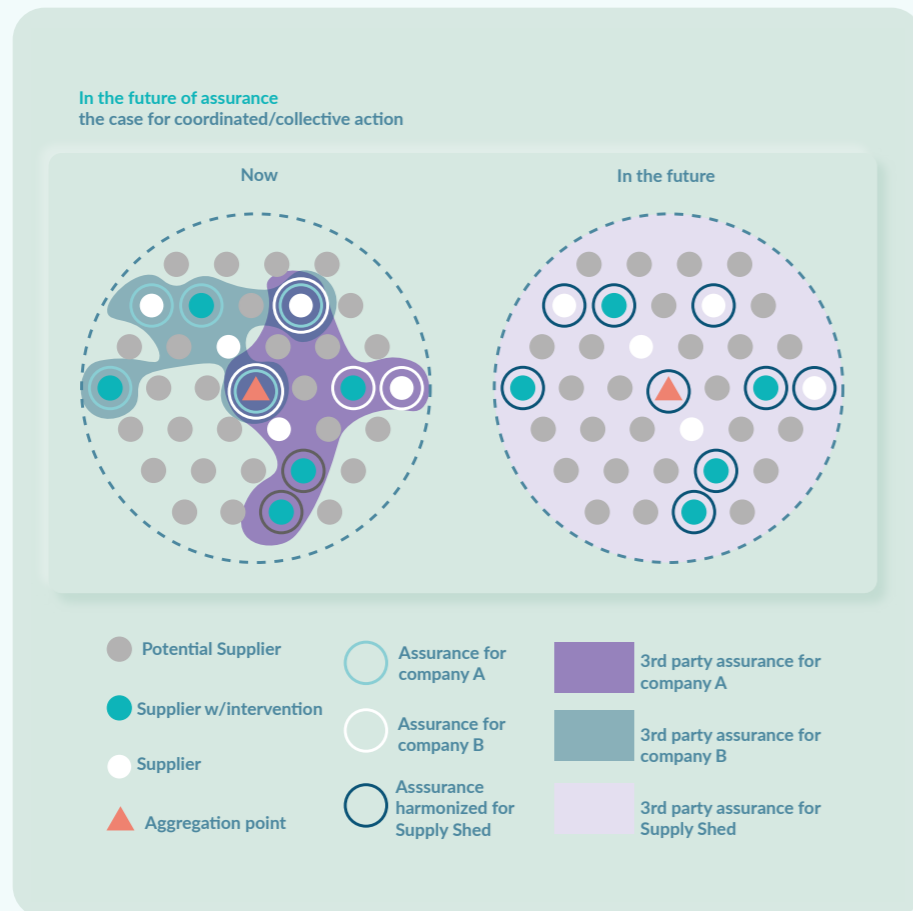 In the future of assurance
the case for coordinated/collective action
Now
In the future
Potential Supplier
Supplier w/intervention
Supplier
Aggregation point
Assurance for
company A
Assurance for
company B
Asssurance
harmonized for
Supply Shed
3rd party assurance for
company A
3rd party assurance for
company B
3rd party assurance for
Supply Shed